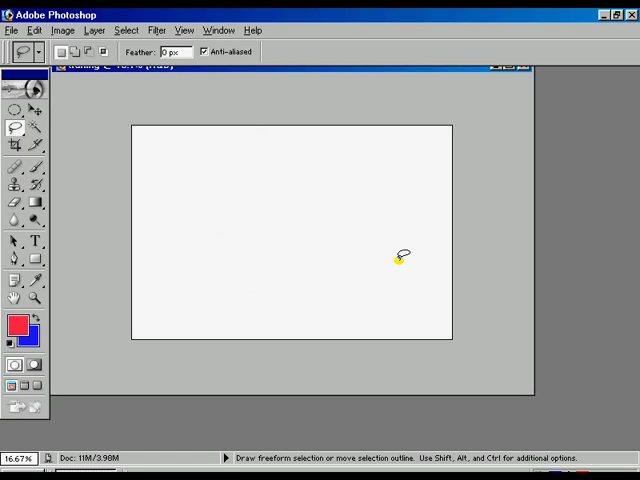 Adobe Photoshop
File Edit Image Layer Select Filter View Window Help
Feather: 0 px Anti-aliased
16.67% Doc: 11M/3.98M Draw freeform selection or move selection outline. Use Shift, Alt, and Ctrl for additional options.